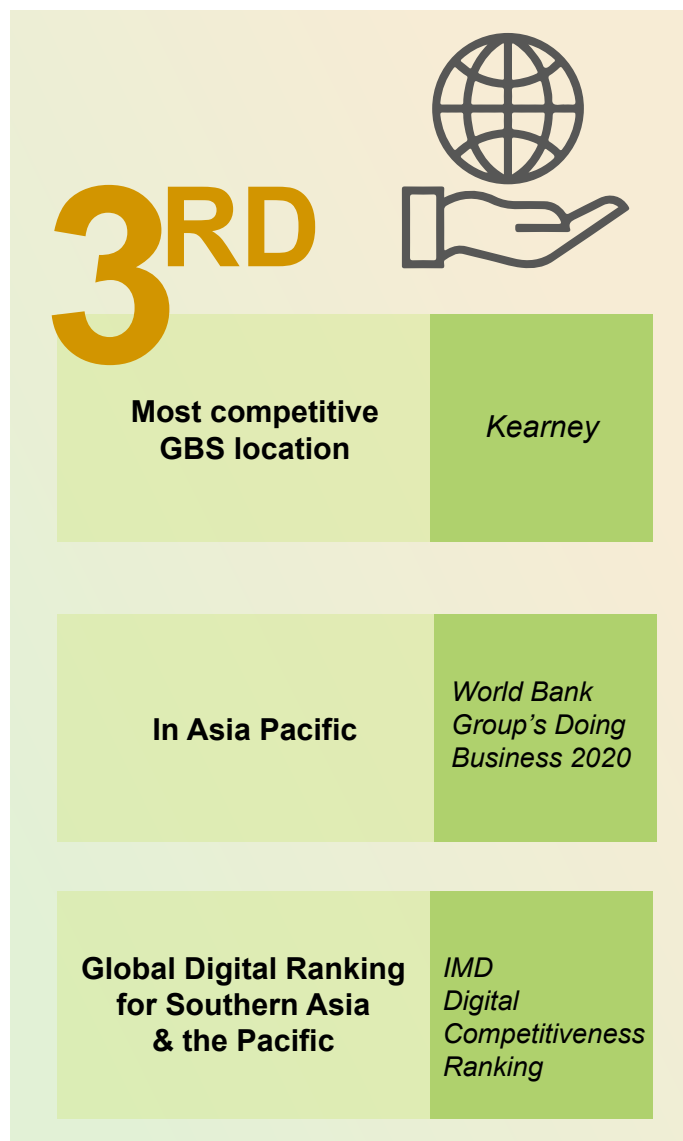 3RD
Most competitive
GBS location
Kearney
In Asia Pacific
World Bank
Group's Doing
Business 2020
Global Digital Ranking
for Southern Asia
& the Pacific
IMD
Digital
Competitiveness
Ranking